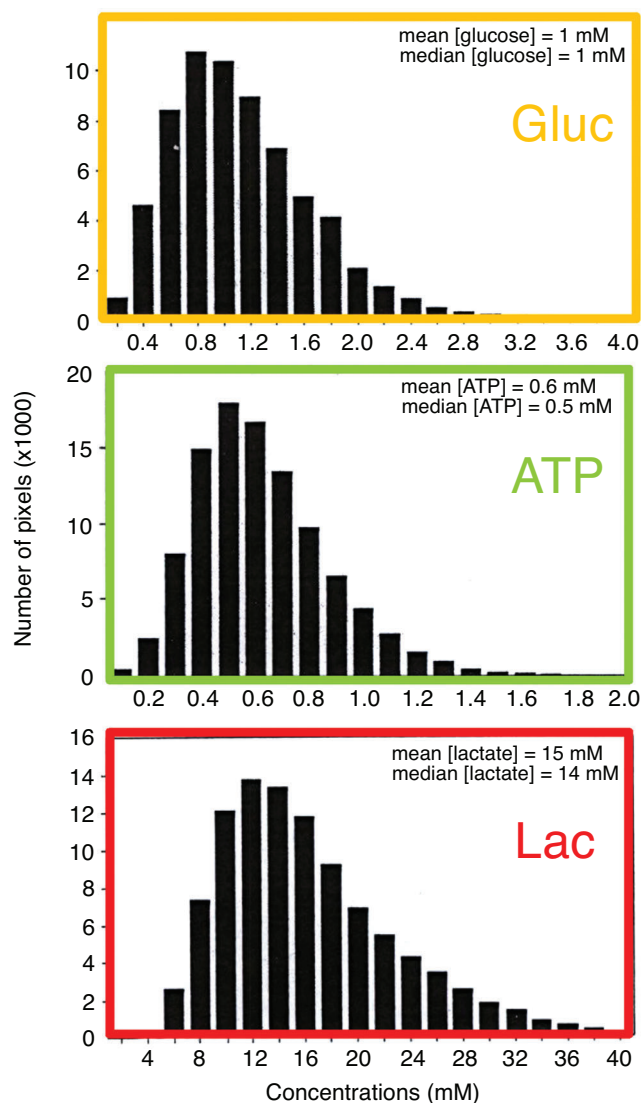 mean [glucose] = 1 mM
median [glucose] = 1 mM
Gluc
10
8
6
4
2
0
0.4 0.8 1.2 1.6 2.0 2.4 2.8 3.2 3.6 4.0
mean [ATP] = 0.6 mM
median [ATP] = 0.5 mM
ATP
20
15
10
5
0
0.2 0.4 0.6 0.8 1.0 1.2 1.4 1.6 1.8 2.0
Number of pixels (x1000)
mean [lactate] = 15 mM
median [lactate] = 14 mM
Lac
16
14
12
10
8
6
4
2
0
4 8 12 16 20 24 28 32 36 40
Concentrations (mM)